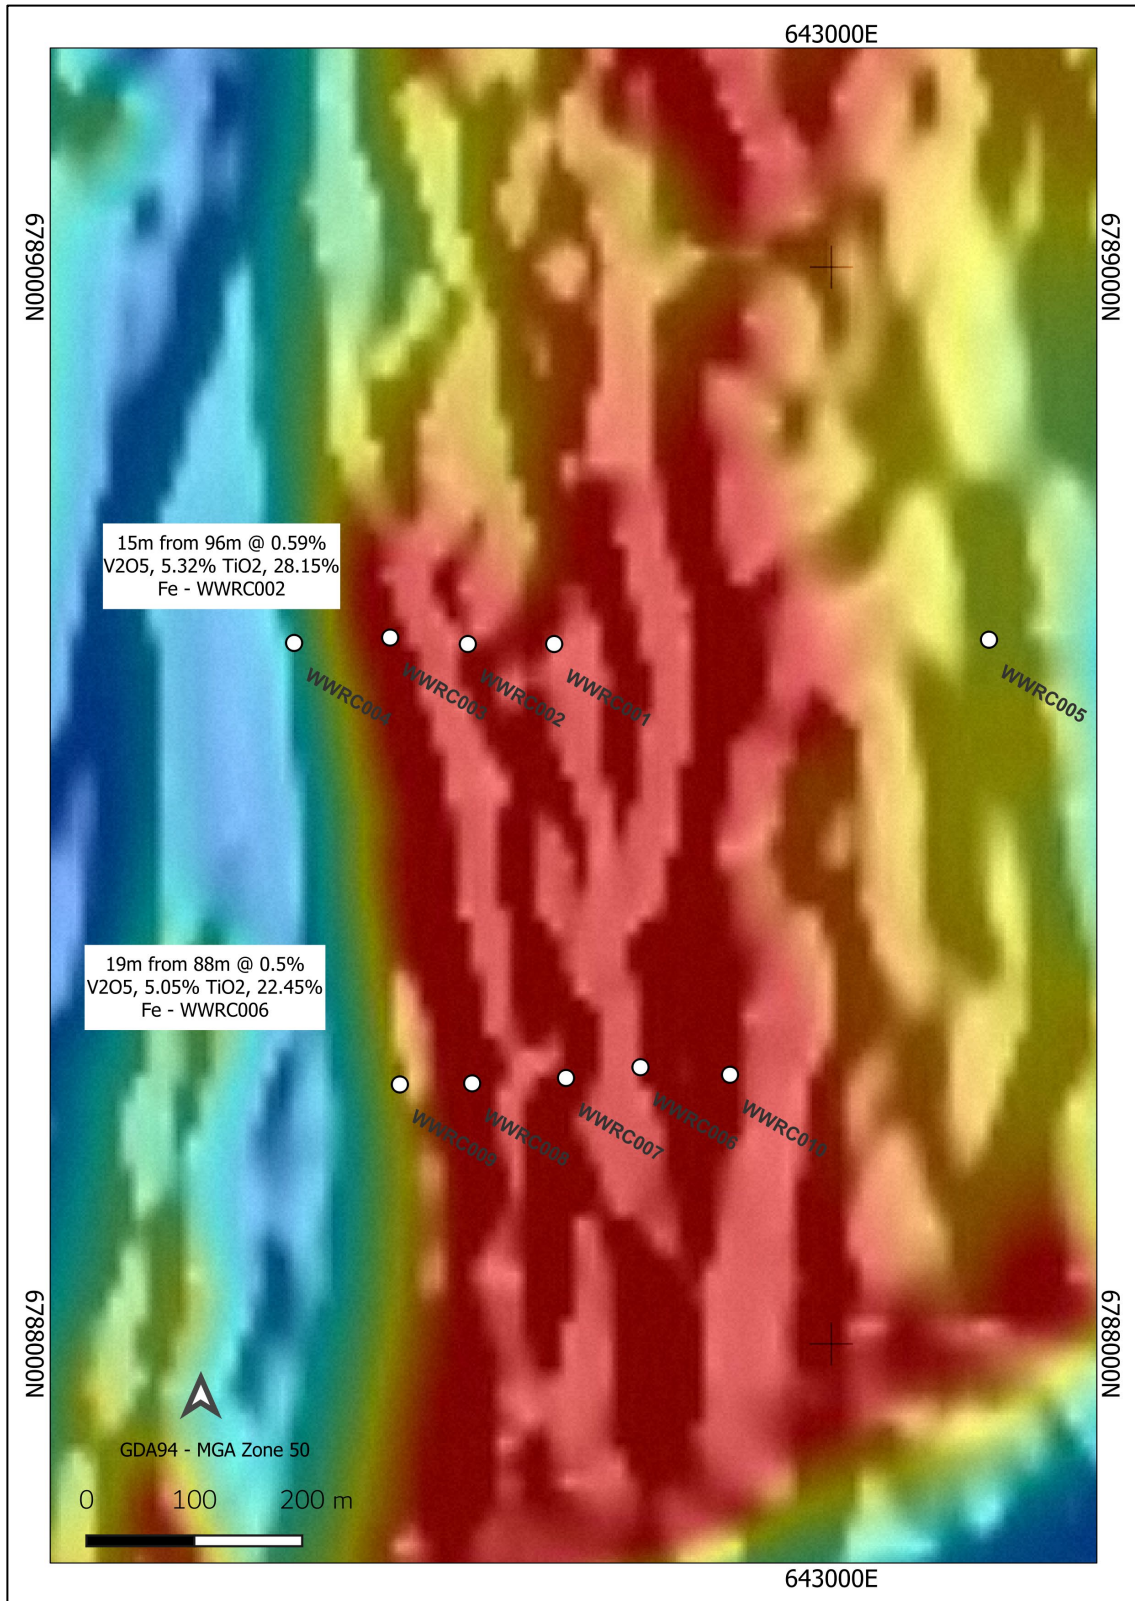 643000E
6789000N
6789000N
15m from 96m @ 0.59%
V2O5, 5.32% TiO2, 28.15%
Fe - WWRC002
WWRC004
WWRC003
WWRC002
WWRC001
WWRC005
19m from 88m @ 0.5%
V2O5, 5.05% TiO2, 22.45%
Fe - WWRC006
WWRC009
WWRC008
WWRC007
WWRC006
WWRC010
6788000N
6788000N
GDA94 - MGA Zone 50
0 100 200 m
643000E